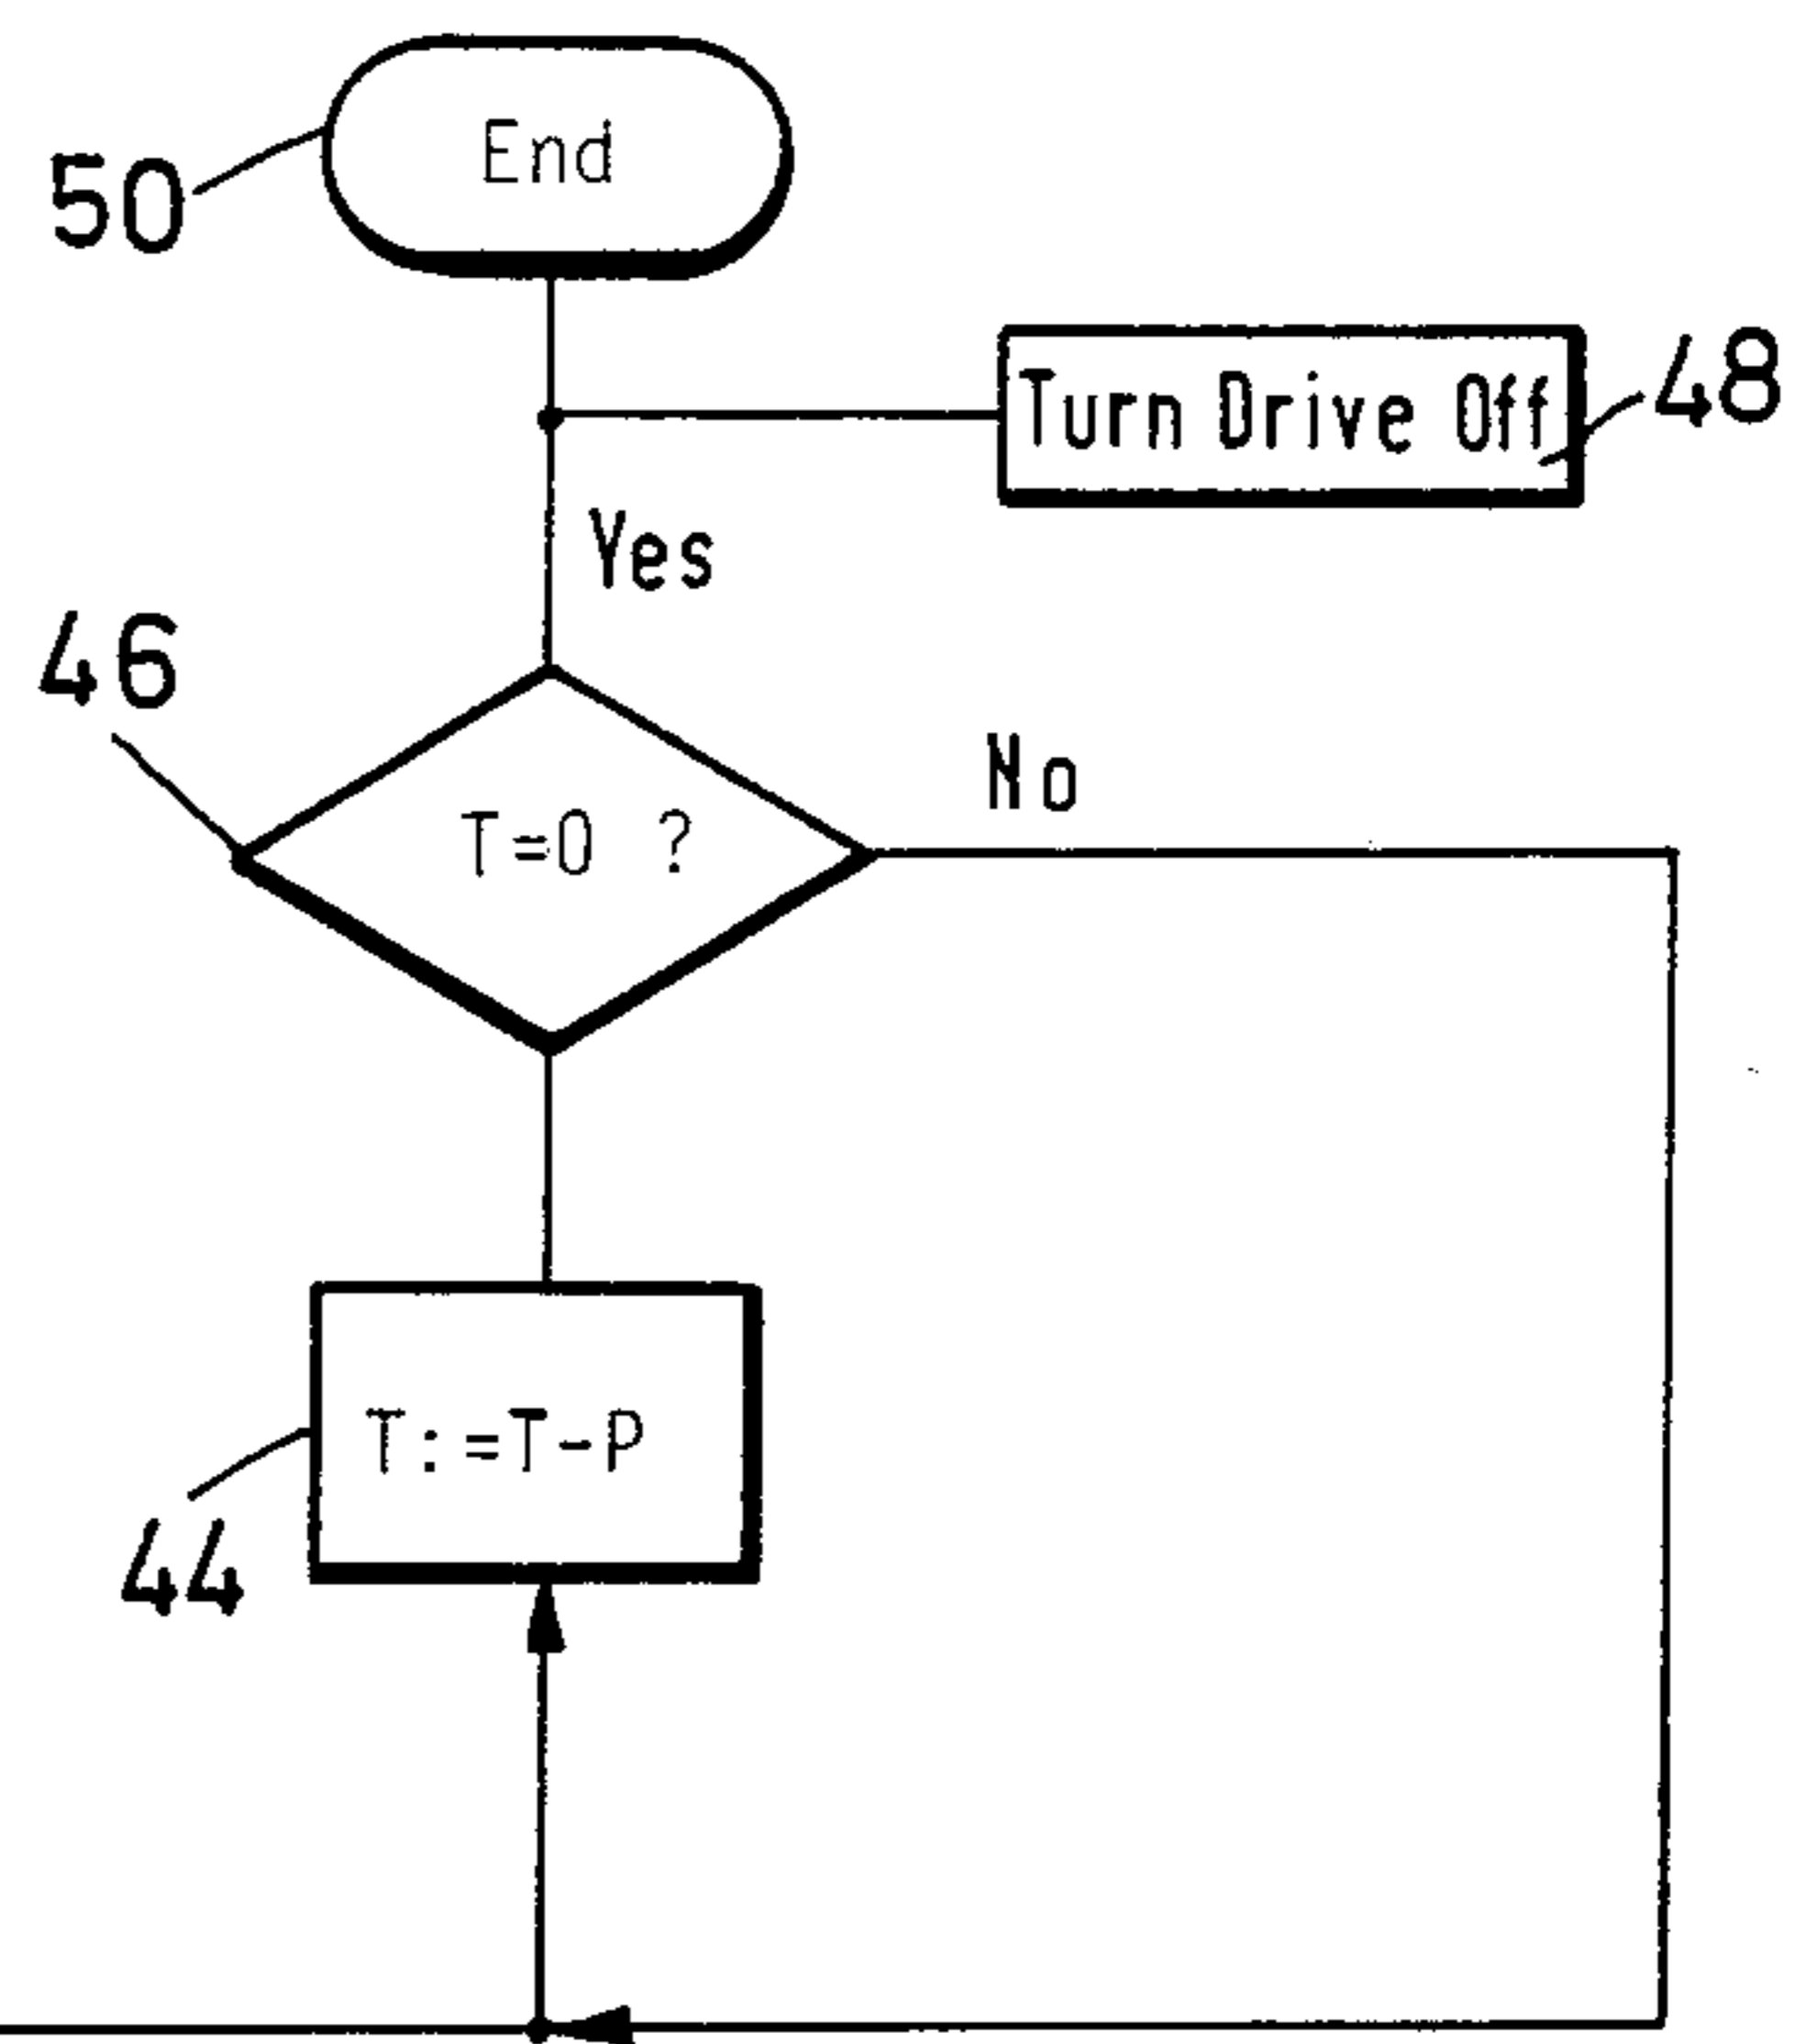 End
50
Turn Drive Off
48
Yes
46
No
T=0 ?
T:=T-P
44